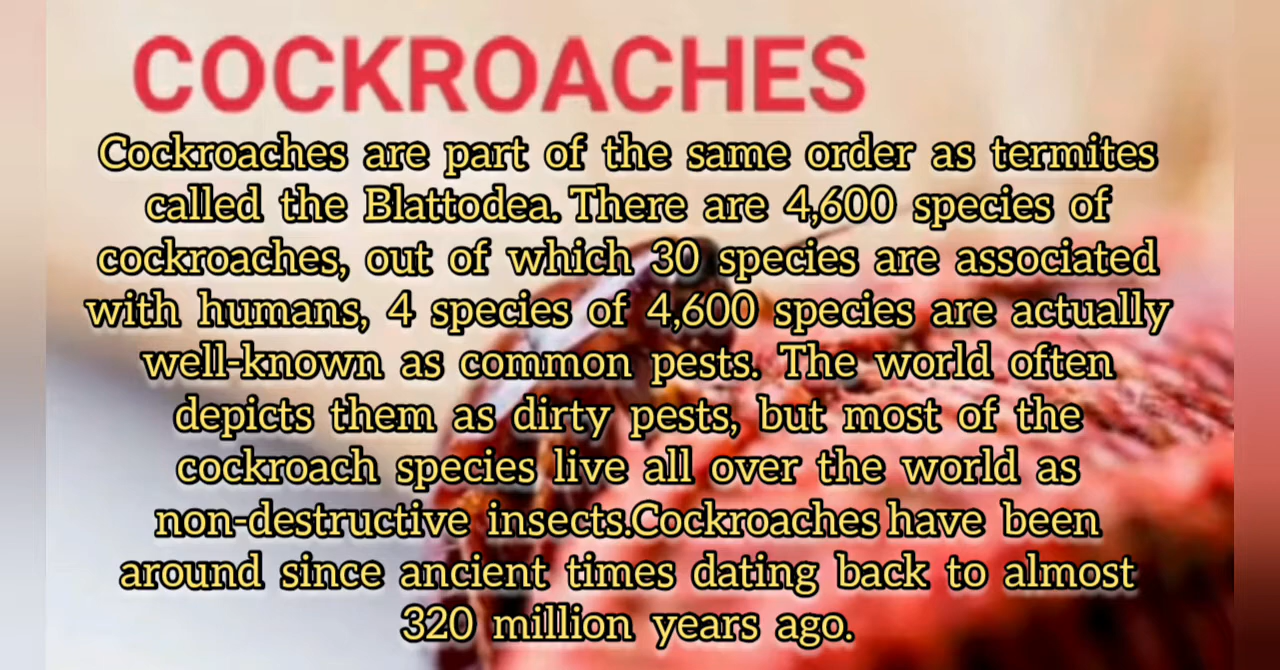 COCKROACHES
Cockroaches are part of the same order as termites
called the Blattodea. There are 4,600 species of
cockroaches, out of which 30 species are associated
with humans, 4 species of 4,600 species are actually
well-known as common pests. The world often
depicts them as dirty pests, but most of the
cockroach species live all over the world as
non-destructive insects.Cockroaches have been
around since ancient times dating back to almost
320 million years ago.